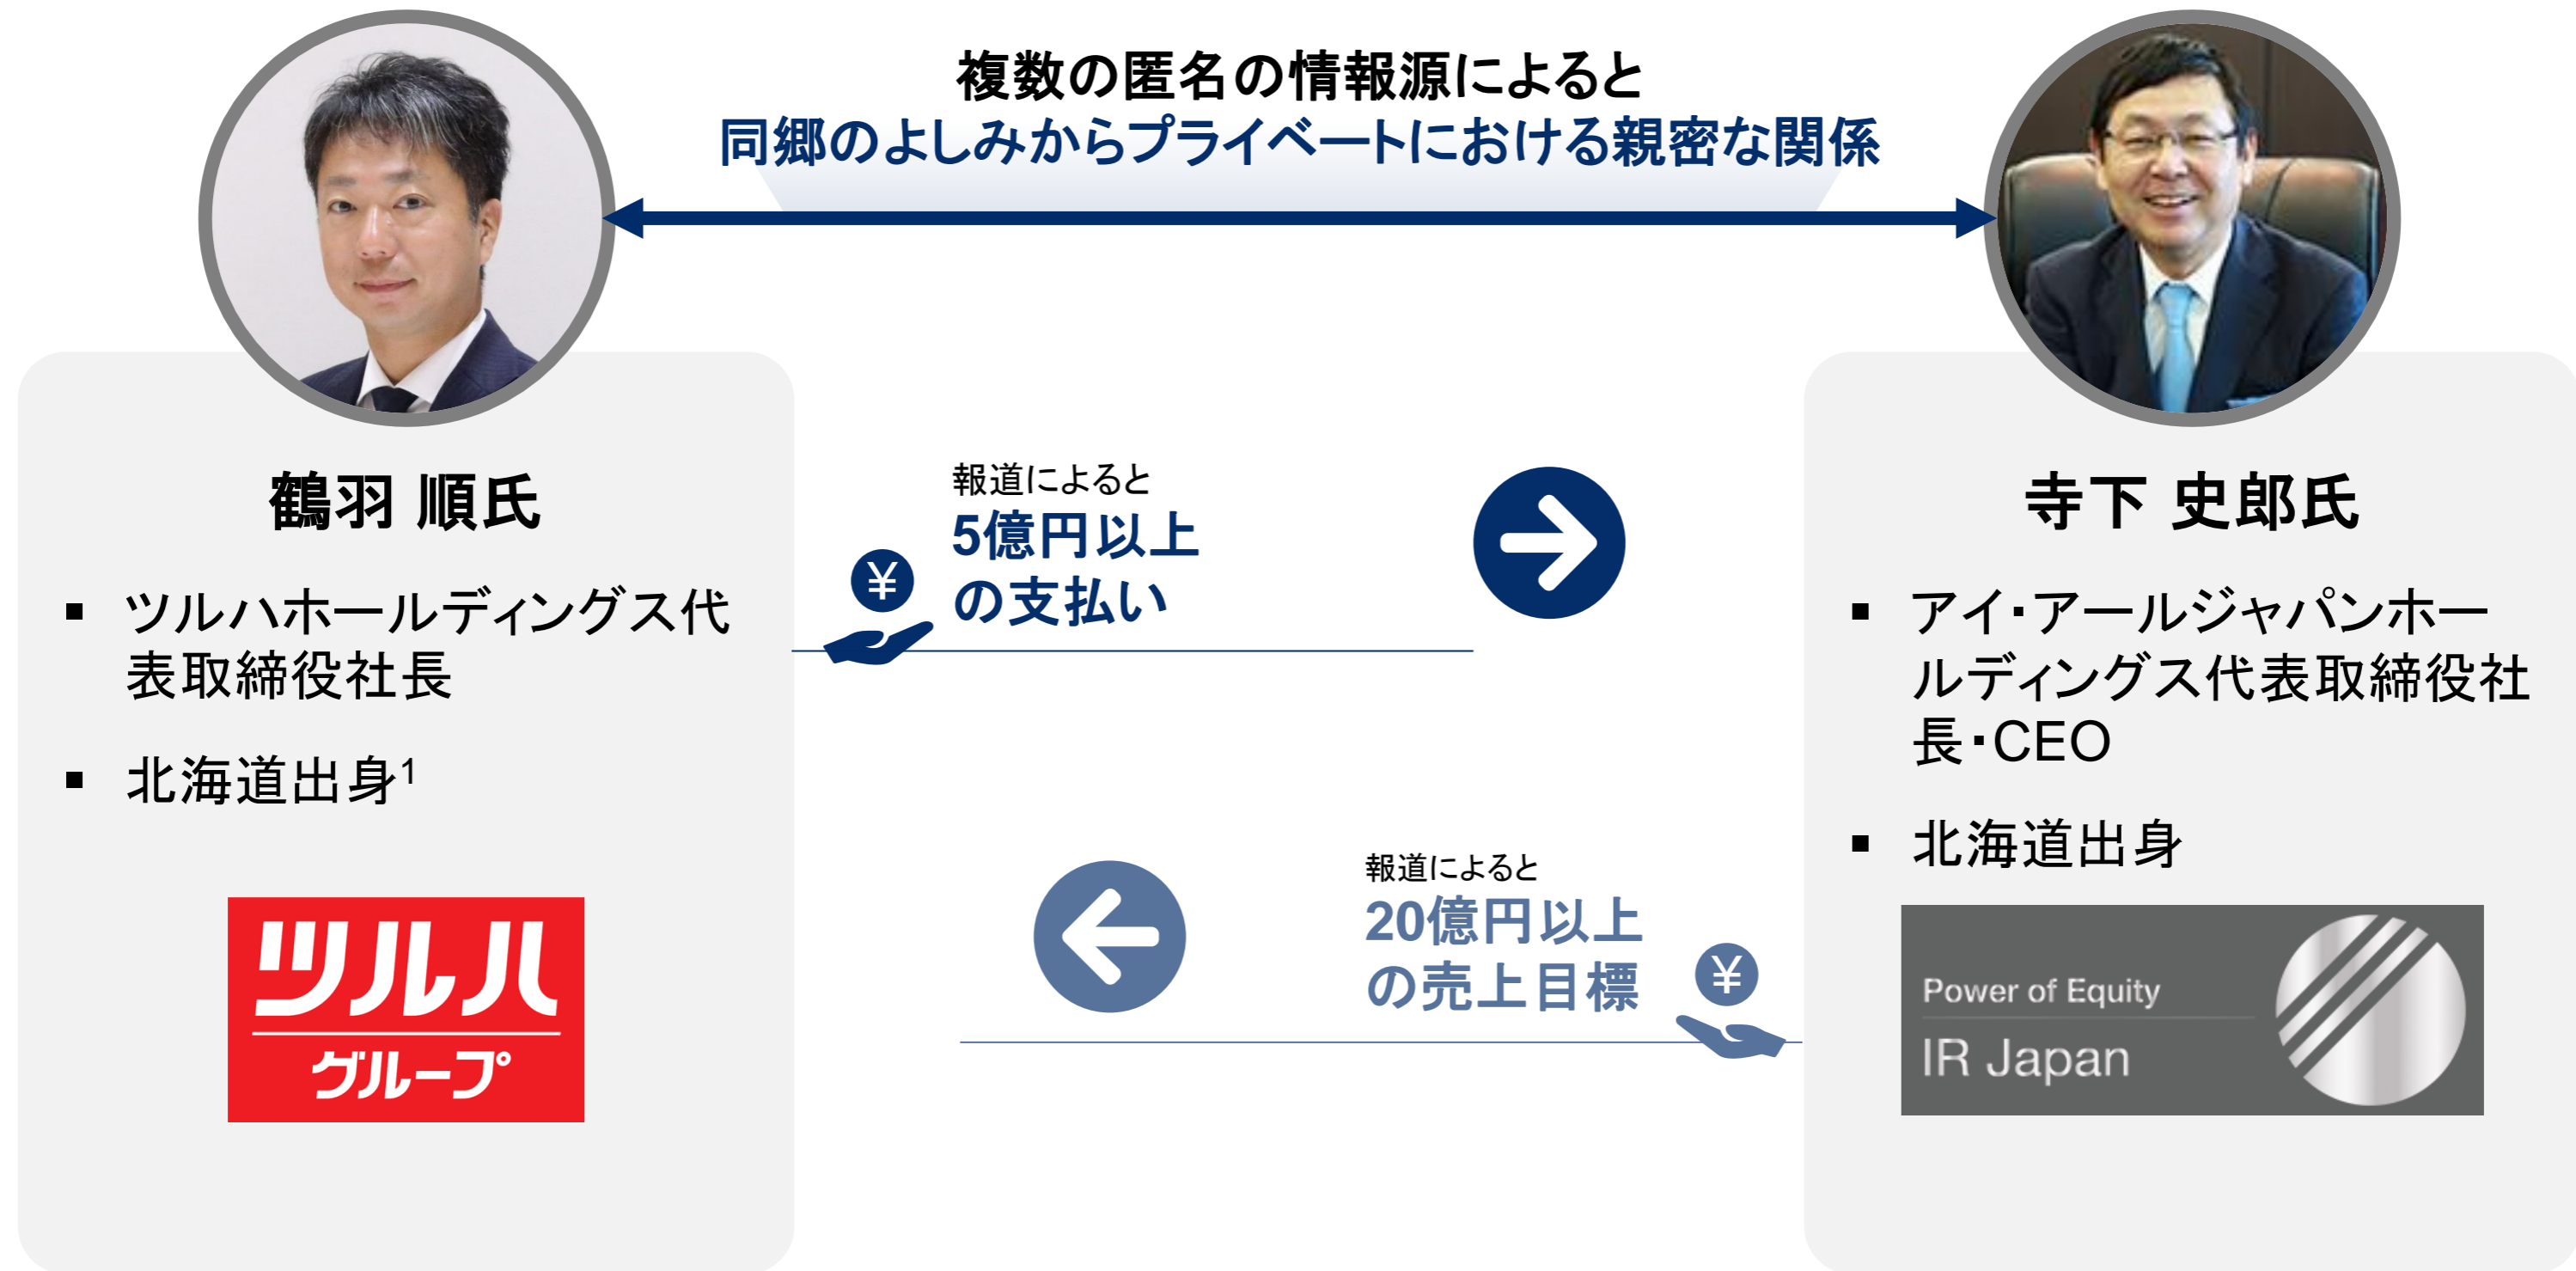 複数の匿名の情報源によると
同郷のよしみからプライベートにおける親密な関係
鶴羽 順氏
▪ ツルハホールディングス代
表取締役社長
▪ 北海道出身¹
ツルハ
グループ
報道によると
5億円以上
の支払い
¥
報道によると
20億円以上
の売上目標
¥
寺下 史郎氏
▪ アイ・アールジャパンホー
ルディングス代表取締役社
長・CEO
▪ 北海道出身
Power of Equity
IR Japan